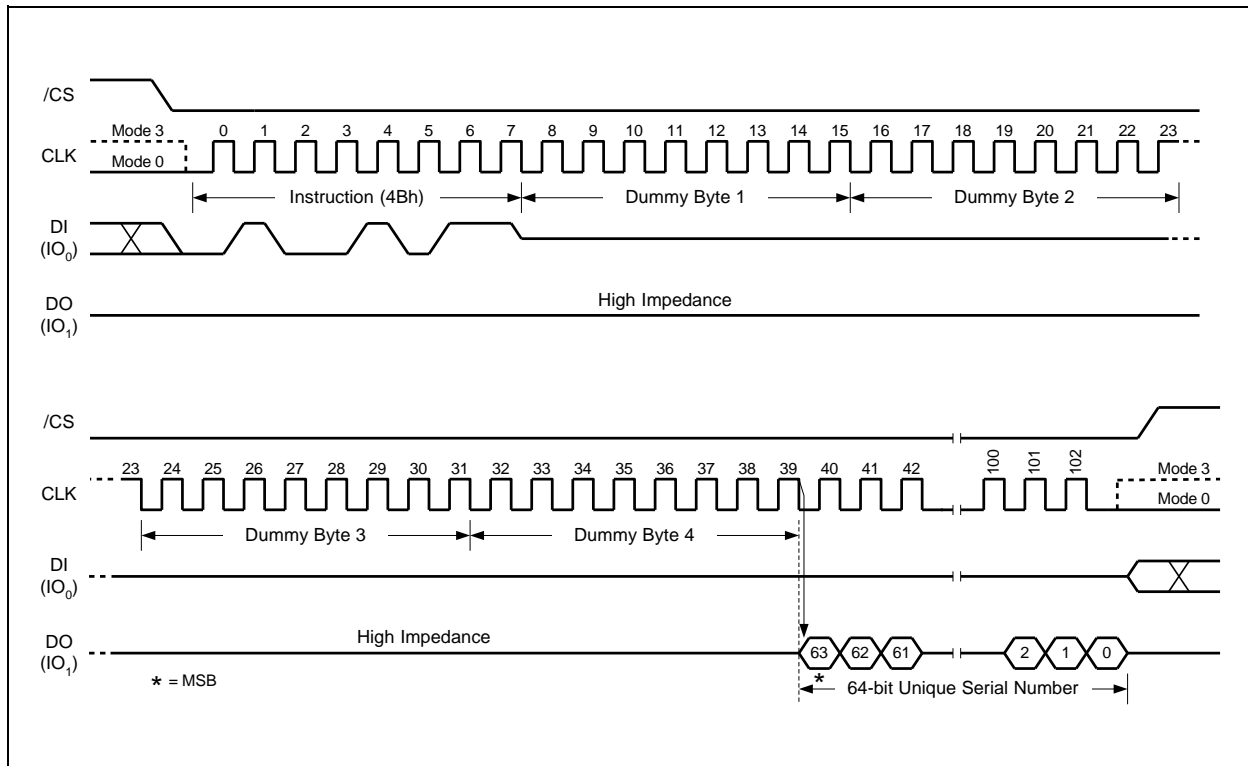 /CS
Mode 3 0 1 2 3 4 5 6 7 8 9 10 11 12 13 14 15 16 17 18 19 20 21 22 23
CLK Mode 0
Instruction (4Bh) Dummy Byte 1 Dummy Byte 2
DI
(IO0)
High Impedance
DO
(IO1)
/CS
23 24 25 26 27 28 29 30 31 32 33 34 35 36 37 38 39 40 41 42 100 101 102 Mode 3
CLK Mode 0
Dummy Byte 3 Dummy Byte 4
DI
(IO0)
High Impedance
DO
(IO1) 63 62 61 2 1 0
* = MSB * 64-bit Unique Serial Number